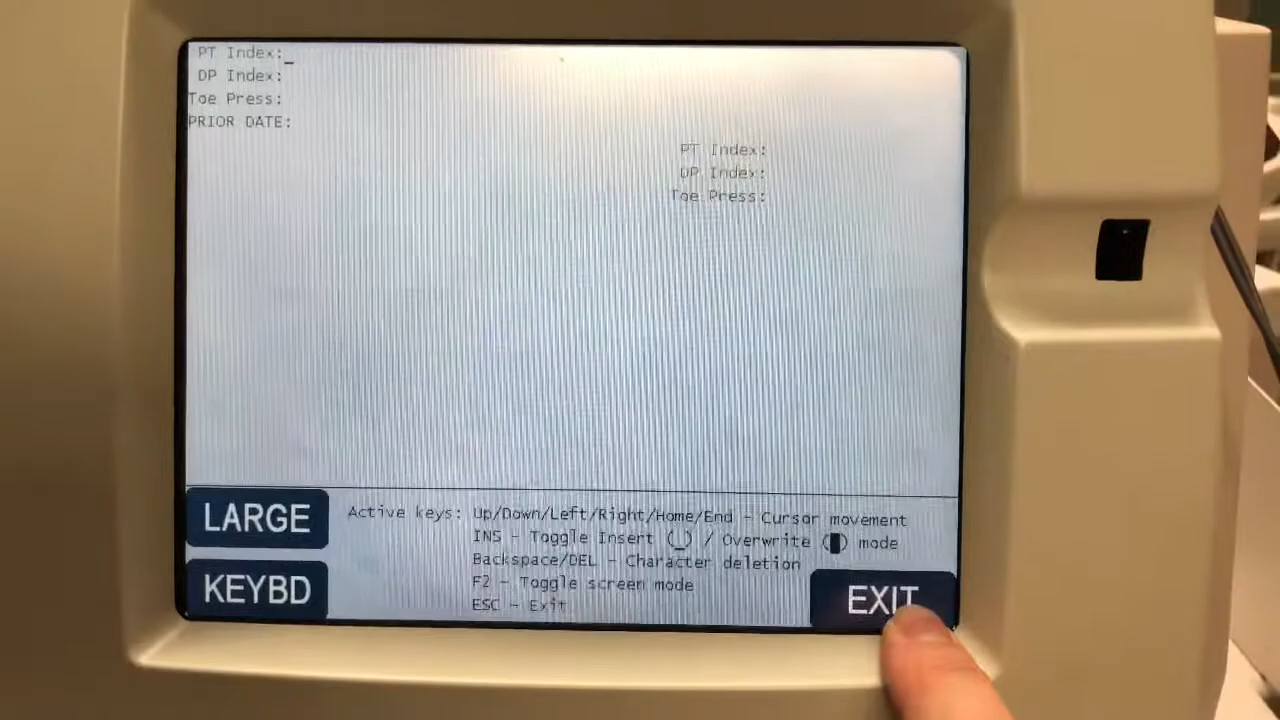 PT Index:_
DP Index:
Toe Press:
PRIOR DATE:
PT Index:
DP Index:
Toe Press:
LARGE
KEYBD
Active keys: Up/Down/Left/Right/Home/End - Cursor movement
INS - Toggle Insert (_) / Overwrite (█) mode
Backspace/DEL - Character deletion
F2 - Toggle screen mode
ESC - Exit
EXIT